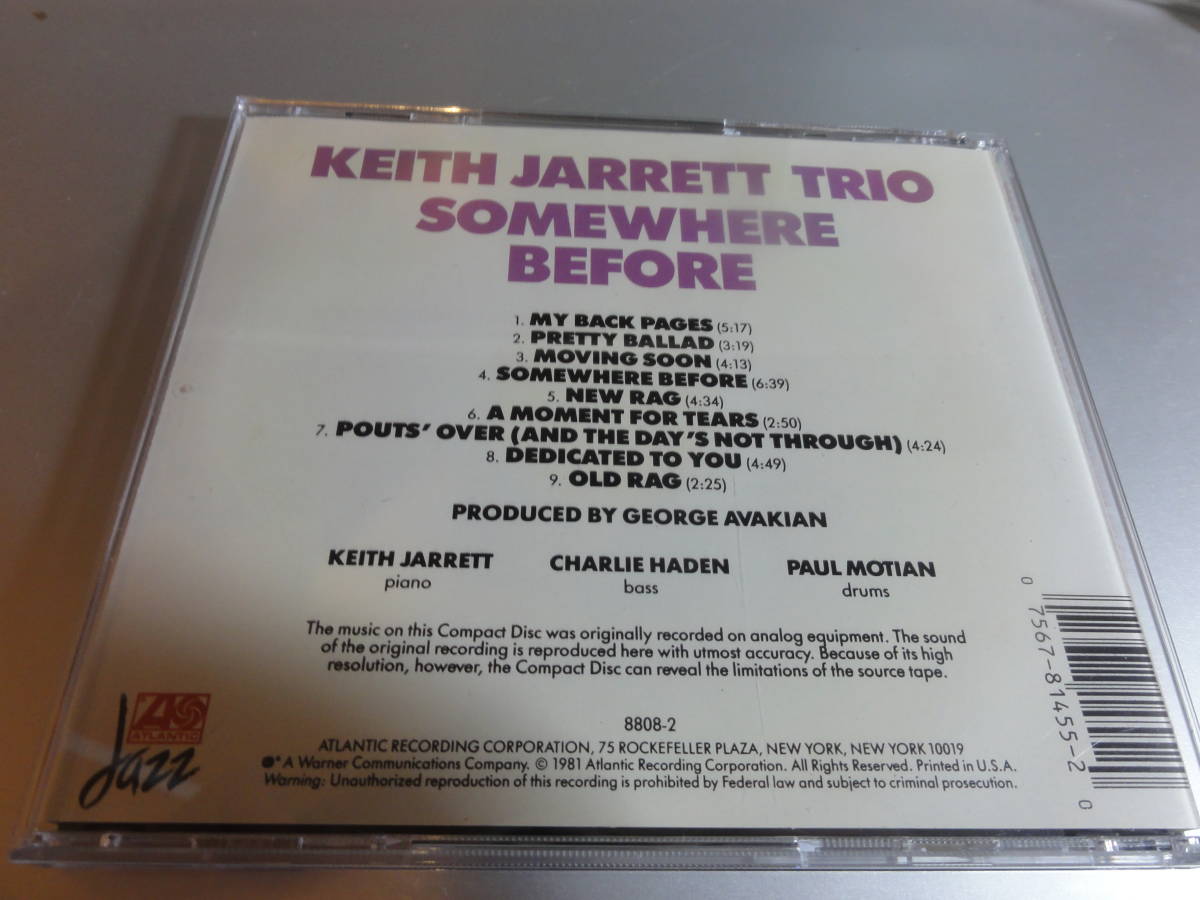 KEITH JARRETT TRIO
SOMEWHERE
BEFORE
1. MY BACK PAGES (5:17)
2. PRETTY BALLAD (3:19)
3. MOVING SOON (4:13)
4. SOMEWHERE BEFORE (6:39)
5. NEW RAG (4:34)
6. A MOMENT FOR TEARS (2:50)
7. POUTS' OVER (AND THE DAY'S NOT THROUGH) (4:24)
8. DEDICATED TO YOU (4:49)
9. OLD RAG (2:25)
PRODUCED BY GEORGE AVAKIAN
KEITH JARRETT
piano
CHARLIE HADEN
bass
PAUL MOTIAN
drums
The music on this Compact Disc was originally recorded on analog equipment. The sound
of the original recording is reproduced here with utmost accuracy. Because of its high
resolution, however, the Compact Disc can reveal the limitations of the source tape.
8808-2
ATLANTIC RECORDING CORPORATION, 75 ROCKEFELLER PLAZA, NEW YORK, NEW YORK 10019
●* A Warner Communications Company. © 1981 Atlantic Recording Corporation. All Rights Reserved. Printed in U.S.A.
Warning: Unauthorized reproduction of this recording is prohibited by Federal law and subject to criminal prosecution.
ATLANTIC
Jazz
0 7567-81455-2 0